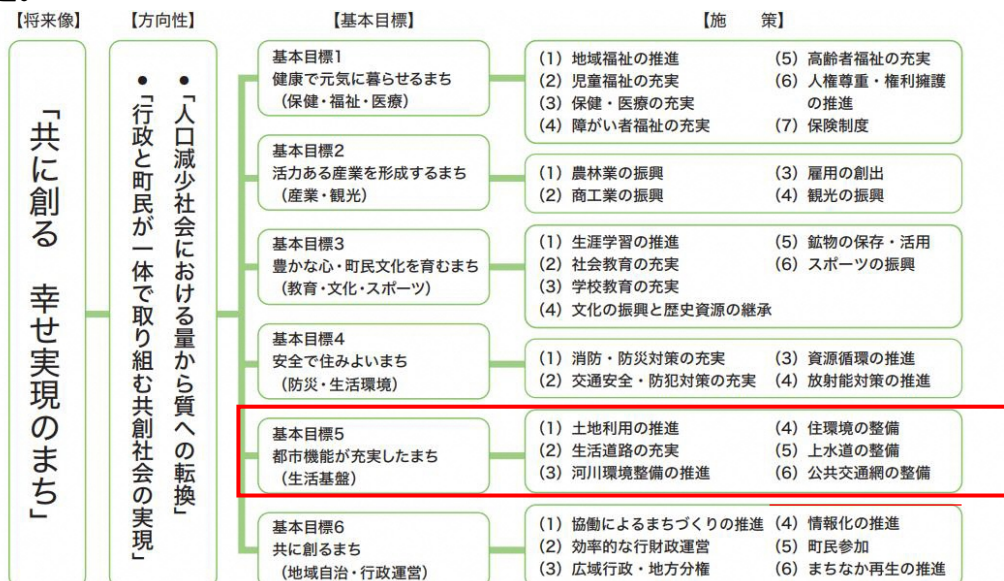 【将来像】
【方向性】
【基本目標】
【施　策】
「共に創る　幸せ実現のまち」
●「人口減少社会における量から質への転換」
●「行政と町民が一体で取り組む共創社会の実現」
基本目標1
健康で元気に暮らせるまち
（保健・福祉・医療）
(1) 地域福祉の推進
(2) 児童福祉の充実
(3) 保健・医療の充実
(4) 障がい者福祉の充実
(5) 高齢者福祉の充実
(6) 人権尊重・権利擁護
の推進
(7) 保険制度
基本目標2
活力ある産業を形成するまち
（産業・観光）
(1) 農林業の振興
(2) 商工業の振興
(3) 雇用の創出
(4) 観光の振興
基本目標3
豊かな心・町民文化を育むまち
（教育・文化・スポーツ）
(1) 生涯学習の推進
(2) 社会教育の充実
(3) 学校教育の充実
(4) 文化の振興と歴史資源の継承
(5) 鉱物の保存・活用
(6) スポーツの振興
基本目標4
安全で住みよいまち
（防災・生活環境）
(1) 消防・防災対策の充実
(2) 交通安全・防犯対策の充実
(3) 資源循環の推進
(4) 放射能対策の推進
基本目標5
都市機能が充実したまち
（生活基盤）
(1) 土地利用の推進
(2) 生活道路の充実
(3) 河川環境整備の推進
(4) 住環境の整備
(5) 上水道の整備
(6) 公共交通網の整備
基本目標6
共に創るまち
（地域自治・行政運営）
(1) 協働によるまちづくりの推進
(2) 効率的な行財政運営
(3) 広域行政・地方分権
(4) 情報化の推進
(5) 町民参加
(6) まちなか再生の推進